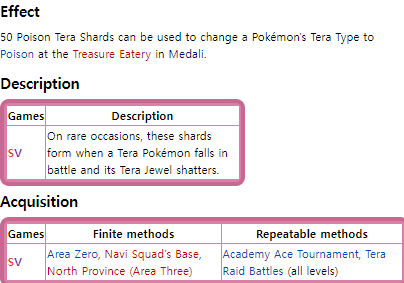 Effect
50 Poison Tera Shards can be used to change a Pokémon's Tera Type to
Poison at the Treasure Eatery in Medali.
Description
Games Description
SV On rare occasions, these shards
form when a Tera Pokémon falls in
battle and its Tera Jewel shatters.
Acquisition
Games Finite methods Repeatable methods
SV Area Zero, Navi Squad's Base, Academy Ace Tournament, Tera
North Province (Area Three) Raid Battles (all levels)